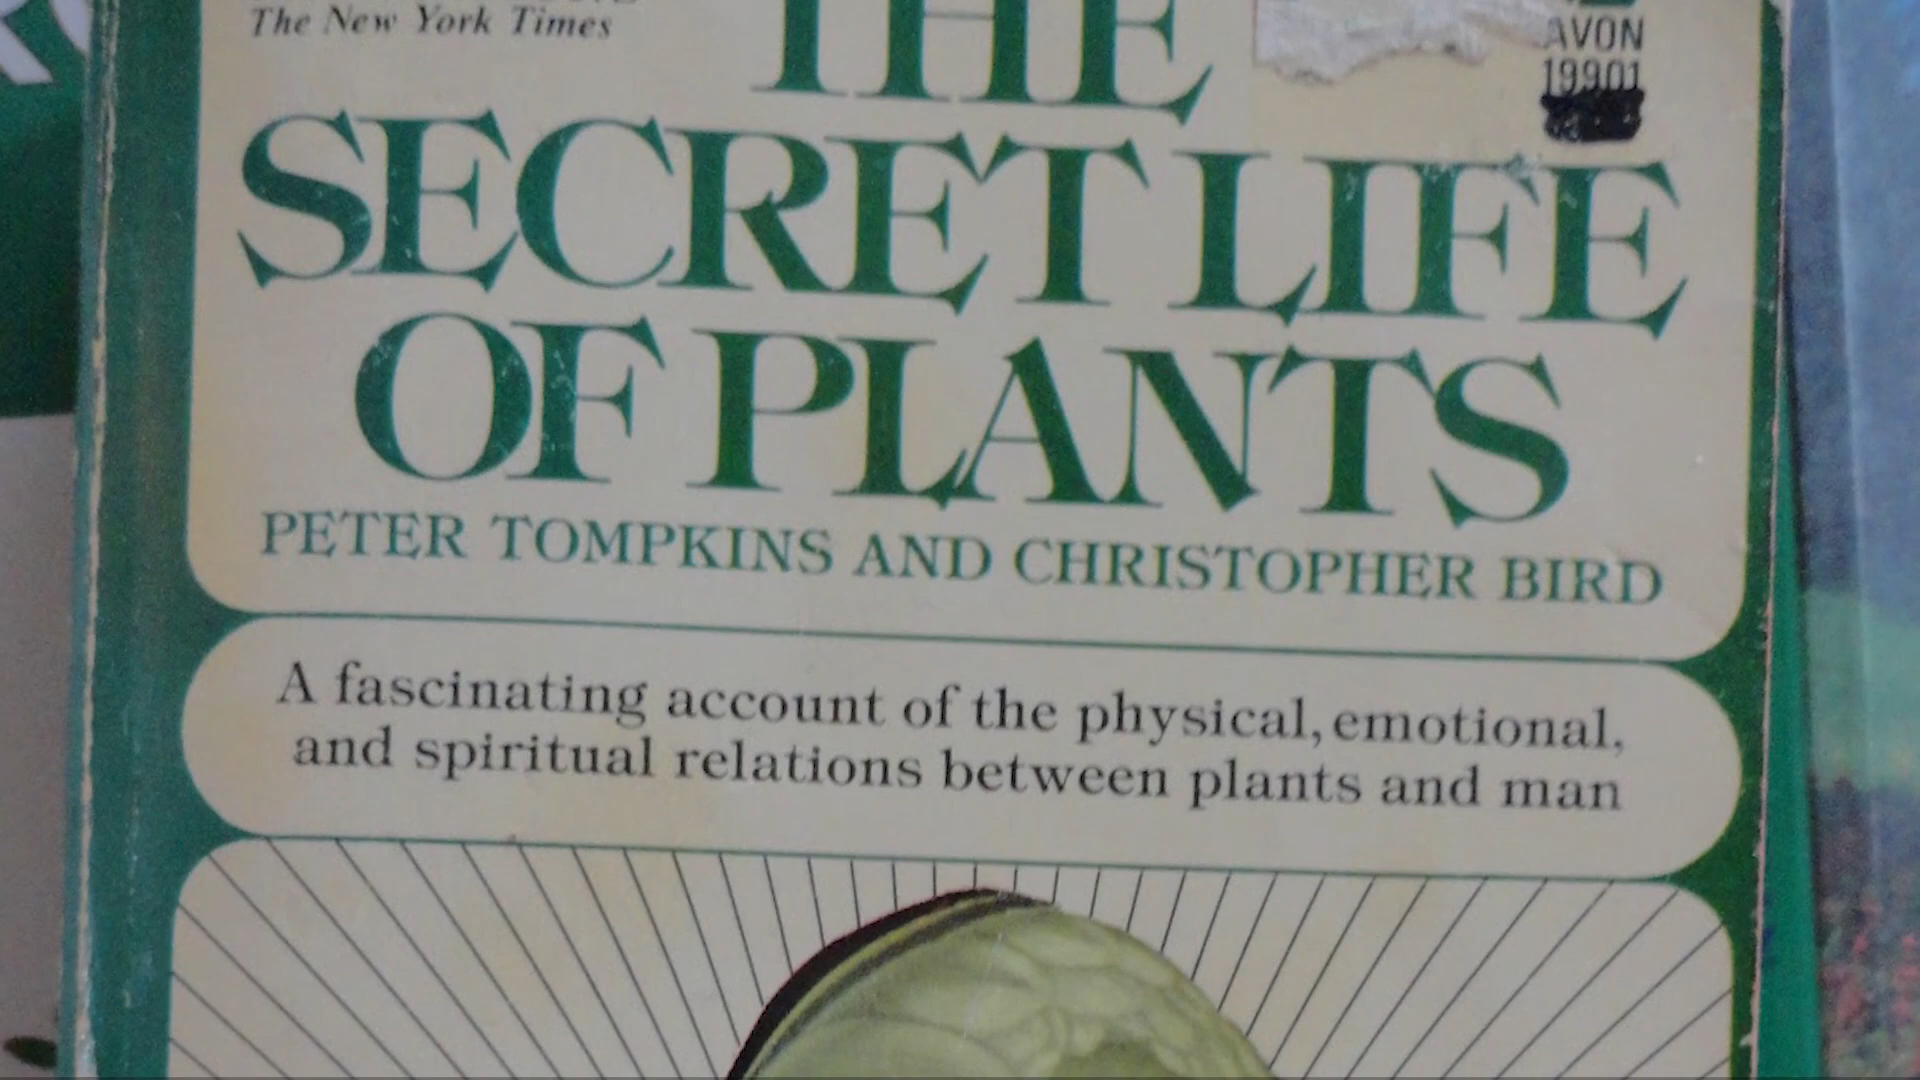 The New York Times
THE
AVON
19901
SECRET LIFE
OF PLANTS
PETER TOMPKINS AND CHRISTOPHER BIRD
A fascinating account of the physical, emotional,
and spiritual relations between plants and man